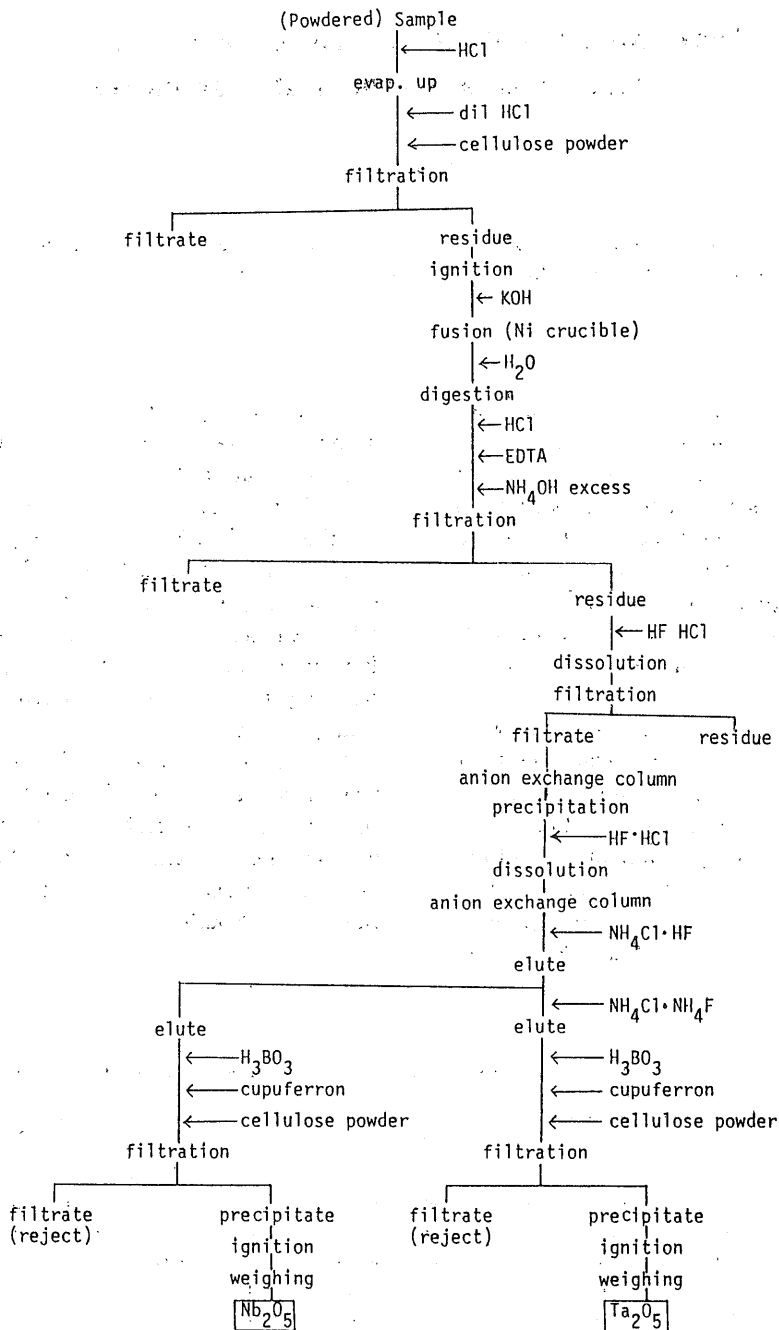 (Powdered) Sample
←HCl
evap. up
← dil HCl
← cellulose powder
filtration
filtrate residue
ignition
← KOH
fusion (Ni crucible)
←H2O
digestion
←HCl
←EDTA
←NH4OH excess
filtration
filtrate
residue
← HF HCl
dissolution
filtration
filtrate residue
anion exchange column
precipitation
←HF·HCl
dissolution
anion exchange column
← NH4Cl·HF
elute
← NH4Cl·NH4F
elute elute
←H3BO3 ←H3BO3
←cupuferron ← cupuferron
← cellulose powder ← cellulose powder
filtration filtration
filtrate precipitate filtrate precipitate
(reject) ignition (reject) ignition
weighing weighing
Nb2O5 Ta2O5